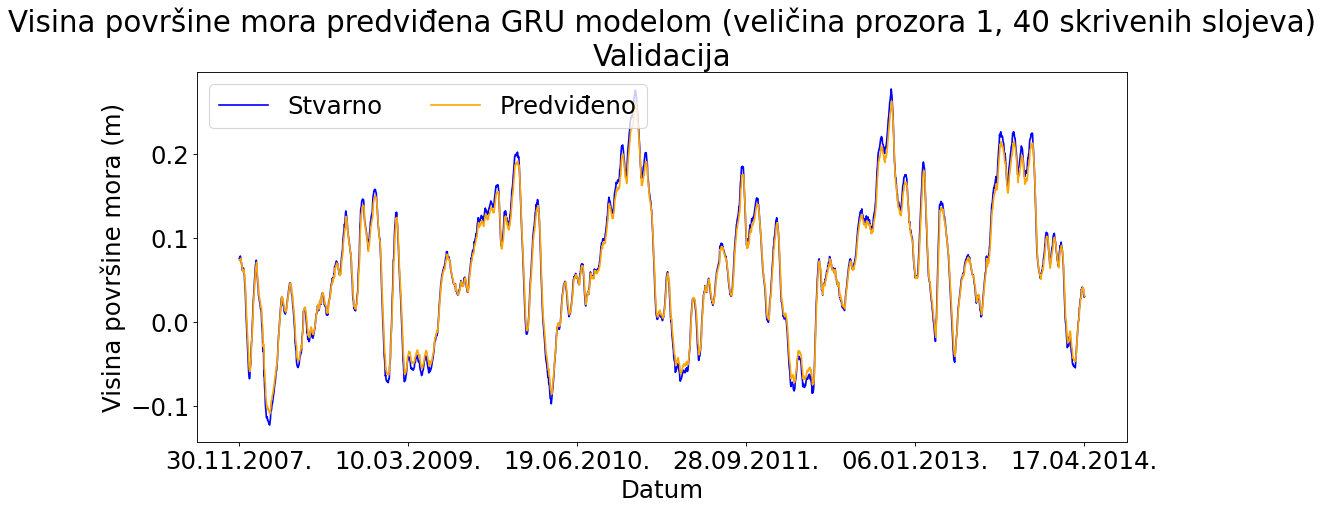 Visina površine mora predviđena GRU modelom (veličina prozora 1, 40 skrivenih slojeva)
Validacija
Stvarno
Predviđeno
Visina površine mora (m)
0.2
0.1
0.0
−0.1
30.11.2007.
10.03.2009.
19.06.2010.
28.09.2011.
06.01.2013.
17.04.2014.
Datum